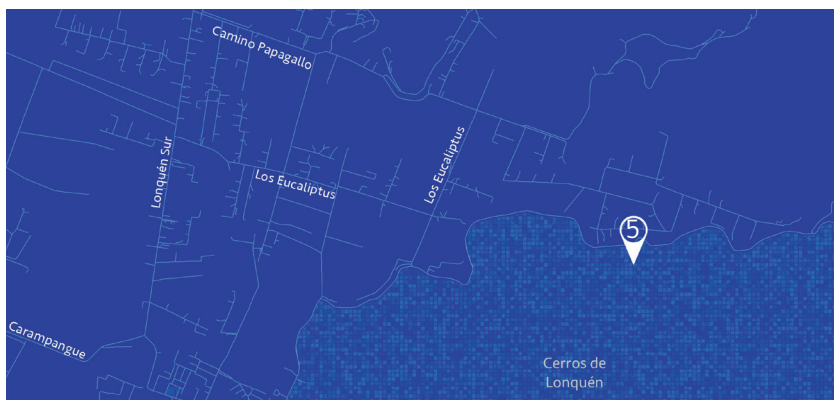 Camino Papagallo
Lonquén Sur
Los Eucaliptus
Los Eucaliptus
5
Carampangue
Cerros de
Lonquén